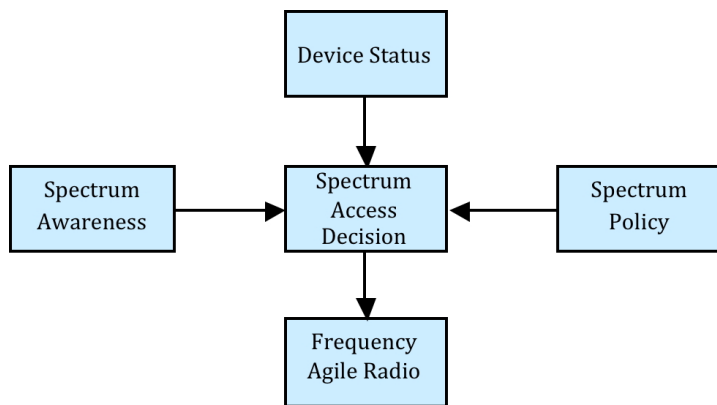 Device Status
Spectrum
Awareness
Spectrum
Access
Decision
Spectrum
Policy
Frequency
Agile Radio